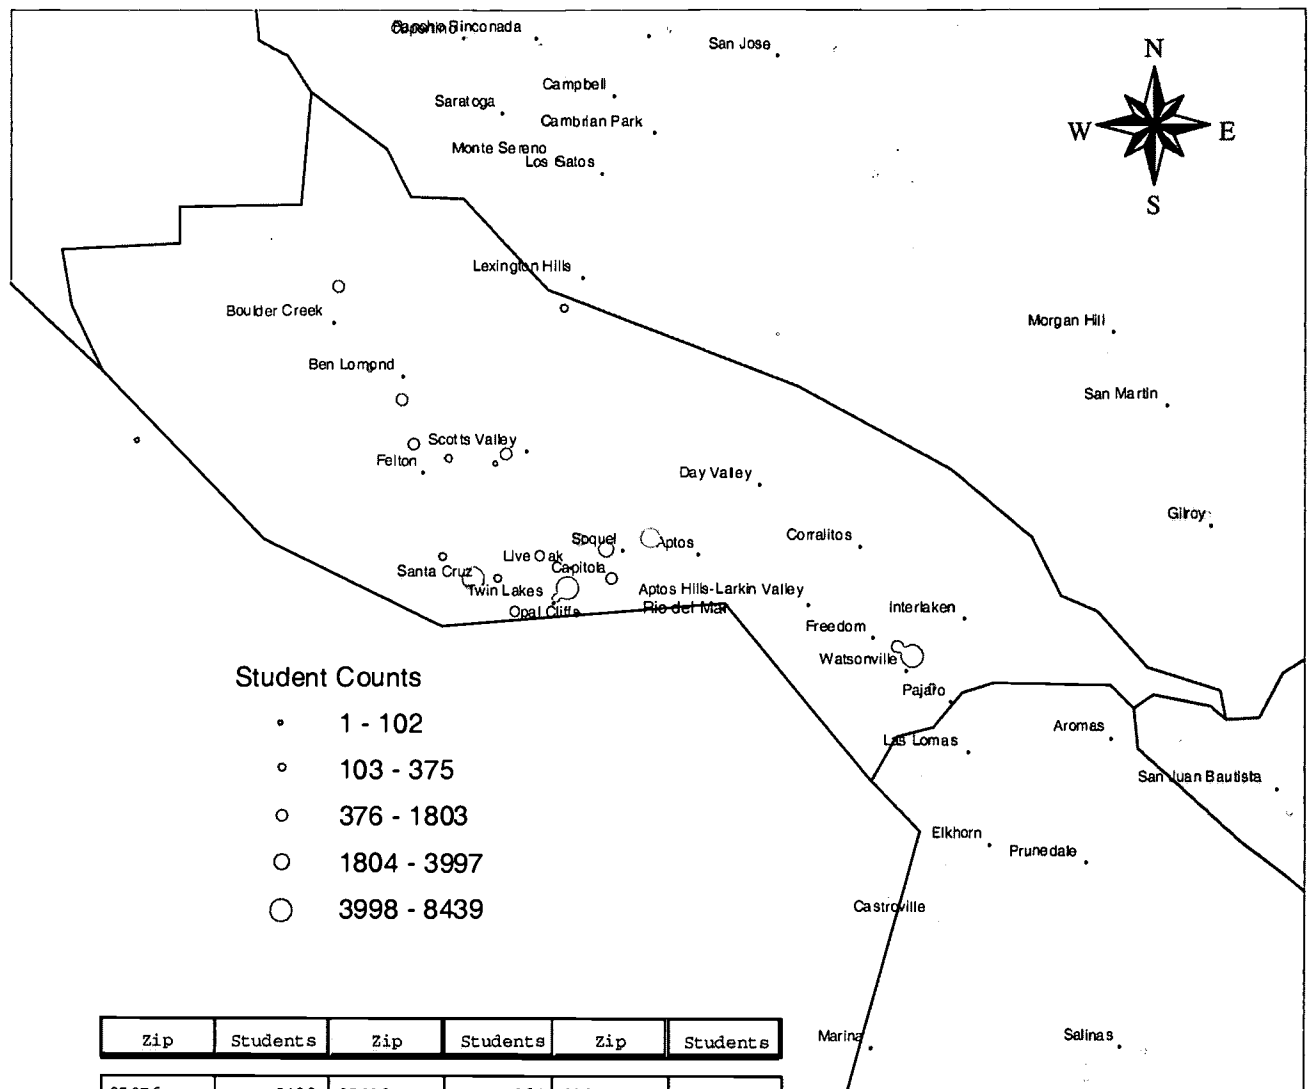 Rinconada
San Jose
N
Campbell
Saratoga
Cambrian Park
W
E
Monte Sereno
Los Gatos
S
Lexington Hills
Boulder Creek
Morgan Hill
Ben Lomond
San Martin
Scotts Valley
Felton
Day Valley
Gilroy
Corralitos
Soquel
Aptos
Live Oak
Capitola
Santa Cruz
Twin Lakes
Aptos Hills-Larkin Valley
Opal Cliffs
Rio del Mar
Interlaken
Freedom
Watsonville
Pajaro
Student Counts
1 - 102
103 - 375
376 - 1803
1804 - 3997
3998 - 8439
Las Lomas
Aromas
San Juan Bautista
Elkhorn
Prunedale
Castroville
Marina
Salinas
Zip Students Zip Students Zip Students